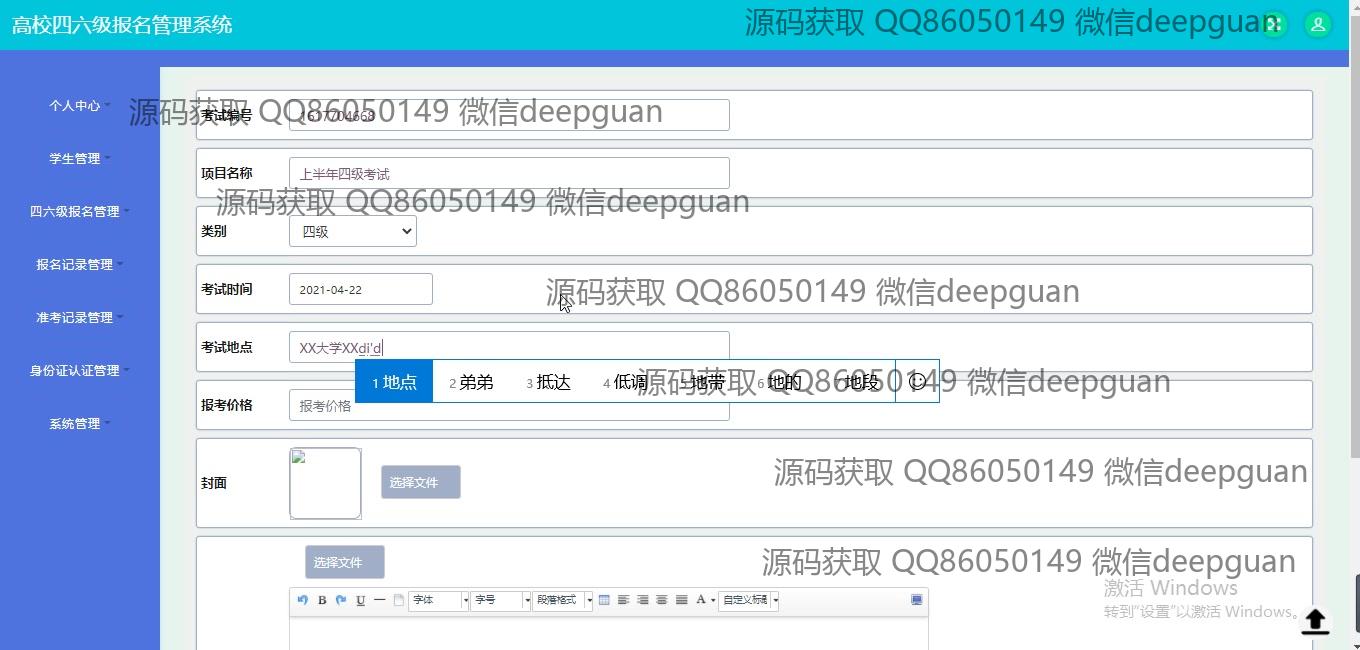 高校四六级报名管理系统
源码获取 QQ86050149 微信deepguan
个人中心
学生管理
四六级报名管理
报名记录管理
准考记录管理
身份证认证管理
系统管理
源码获取 QQ86050149 微信deepguan
考试编号 1617704668
项目名称 上半年四级考试
源码获取 QQ86050149 微信deepguan
类别 四级
考试时间 2021-04-22
源码获取 QQ86050149 微信deepguan
考试地点 XX大学XXdi'd
1 地点 2 弟弟 3 抵达 4 低调 5 地带 6 地的 7 地段
源码获取 QQ86050149 微信deepguan
报考价格 报考价格
封面 选择文件
源码获取 QQ86050149 微信deepguan
选择文件
源码获取 QQ86050149 微信deepguan
B U 字体 字号 段落格式 A 自定义标题
激活 Windows
转到"设置"以激活 Windows。